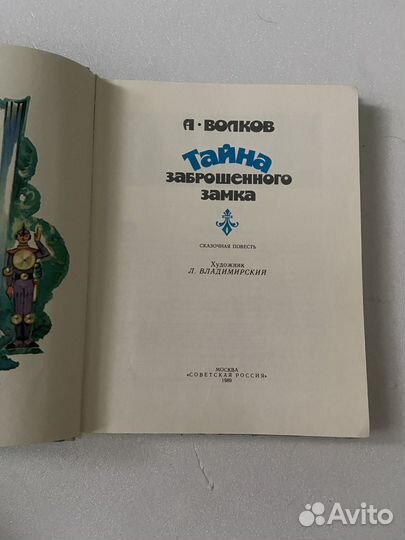 А • ВОЛКОВ
ТАЙНА
ЗАБРОШЕННОГО
ЗАМКА
СКАЗОЧНАЯ ПОВЕСТЬ
Художник
Л. ВЛАДИМИРСКИЙ
МОСКВА
«СОВЕТСКАЯ РОССИЯ»
1989
Avito